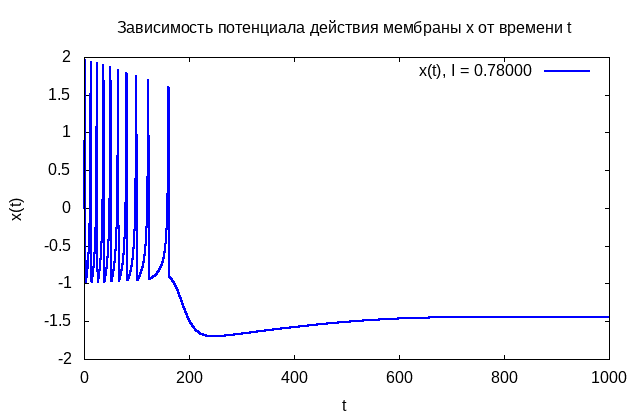 Зависимость потенциала действия мембраны x от времени t
x(t), I = 0.78000
2
1.5
1
0.5
0
-0.5
-1
-1.5
-2
x(t)
0 200 400 600 800 1000
t